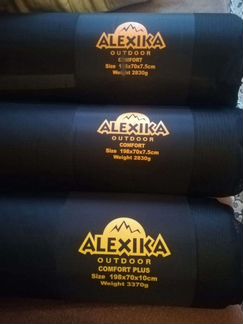 ALEXIKA
OUTDOOR
COMFORT
Size 198x70x7.5cm
Weight 2830g
ALEXIKA
OUTDOOR
COMFORT
Size 198x70x7.5cm
Weight 2830g
ALEXIKA
OUTDOOR
COMFORT PLUS
Size 198x70x10cm
Weight 3370g